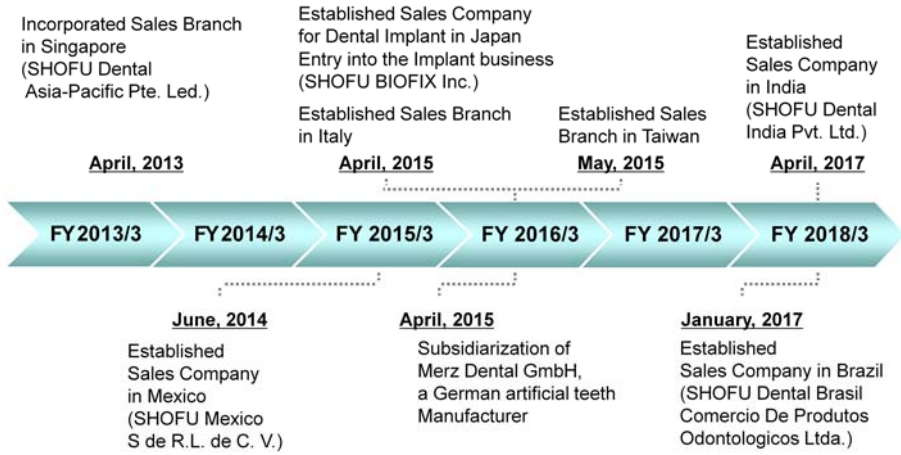 Incorporated Sales Branch
in Singapore
(SHOFU Dental
Asia-Pacific Pte. Led.)
April, 2013
Established Sales Company
for Dental Implant in Japan
Entry into the Implant business
(SHOFU BIOFIX Inc.)
Established Sales Branch
in Italy
April, 2015
Established Sales
Branch in Taiwan
May, 2015
Established
Sales Company
in India
(SHOFU Dental
India Pvt. Ltd.)
April, 2017
FY2013/3
FY2014/3
FY 2015/3
FY 2016/3
FY 2017/3
FY 2018/3
June, 2014
Established
Sales Company
in Mexico
(SHOFU Mexico
S de R.L. de C. V.)
April, 2015
Subsidiarization of
Merz Dental GmbH,
a German artificial teeth
Manufacturer
January, 2017
Established
Sales Company in Brazil
(SHOFU Dental Brasil
Comercio De Produtos
Odontologicos Ltda.)